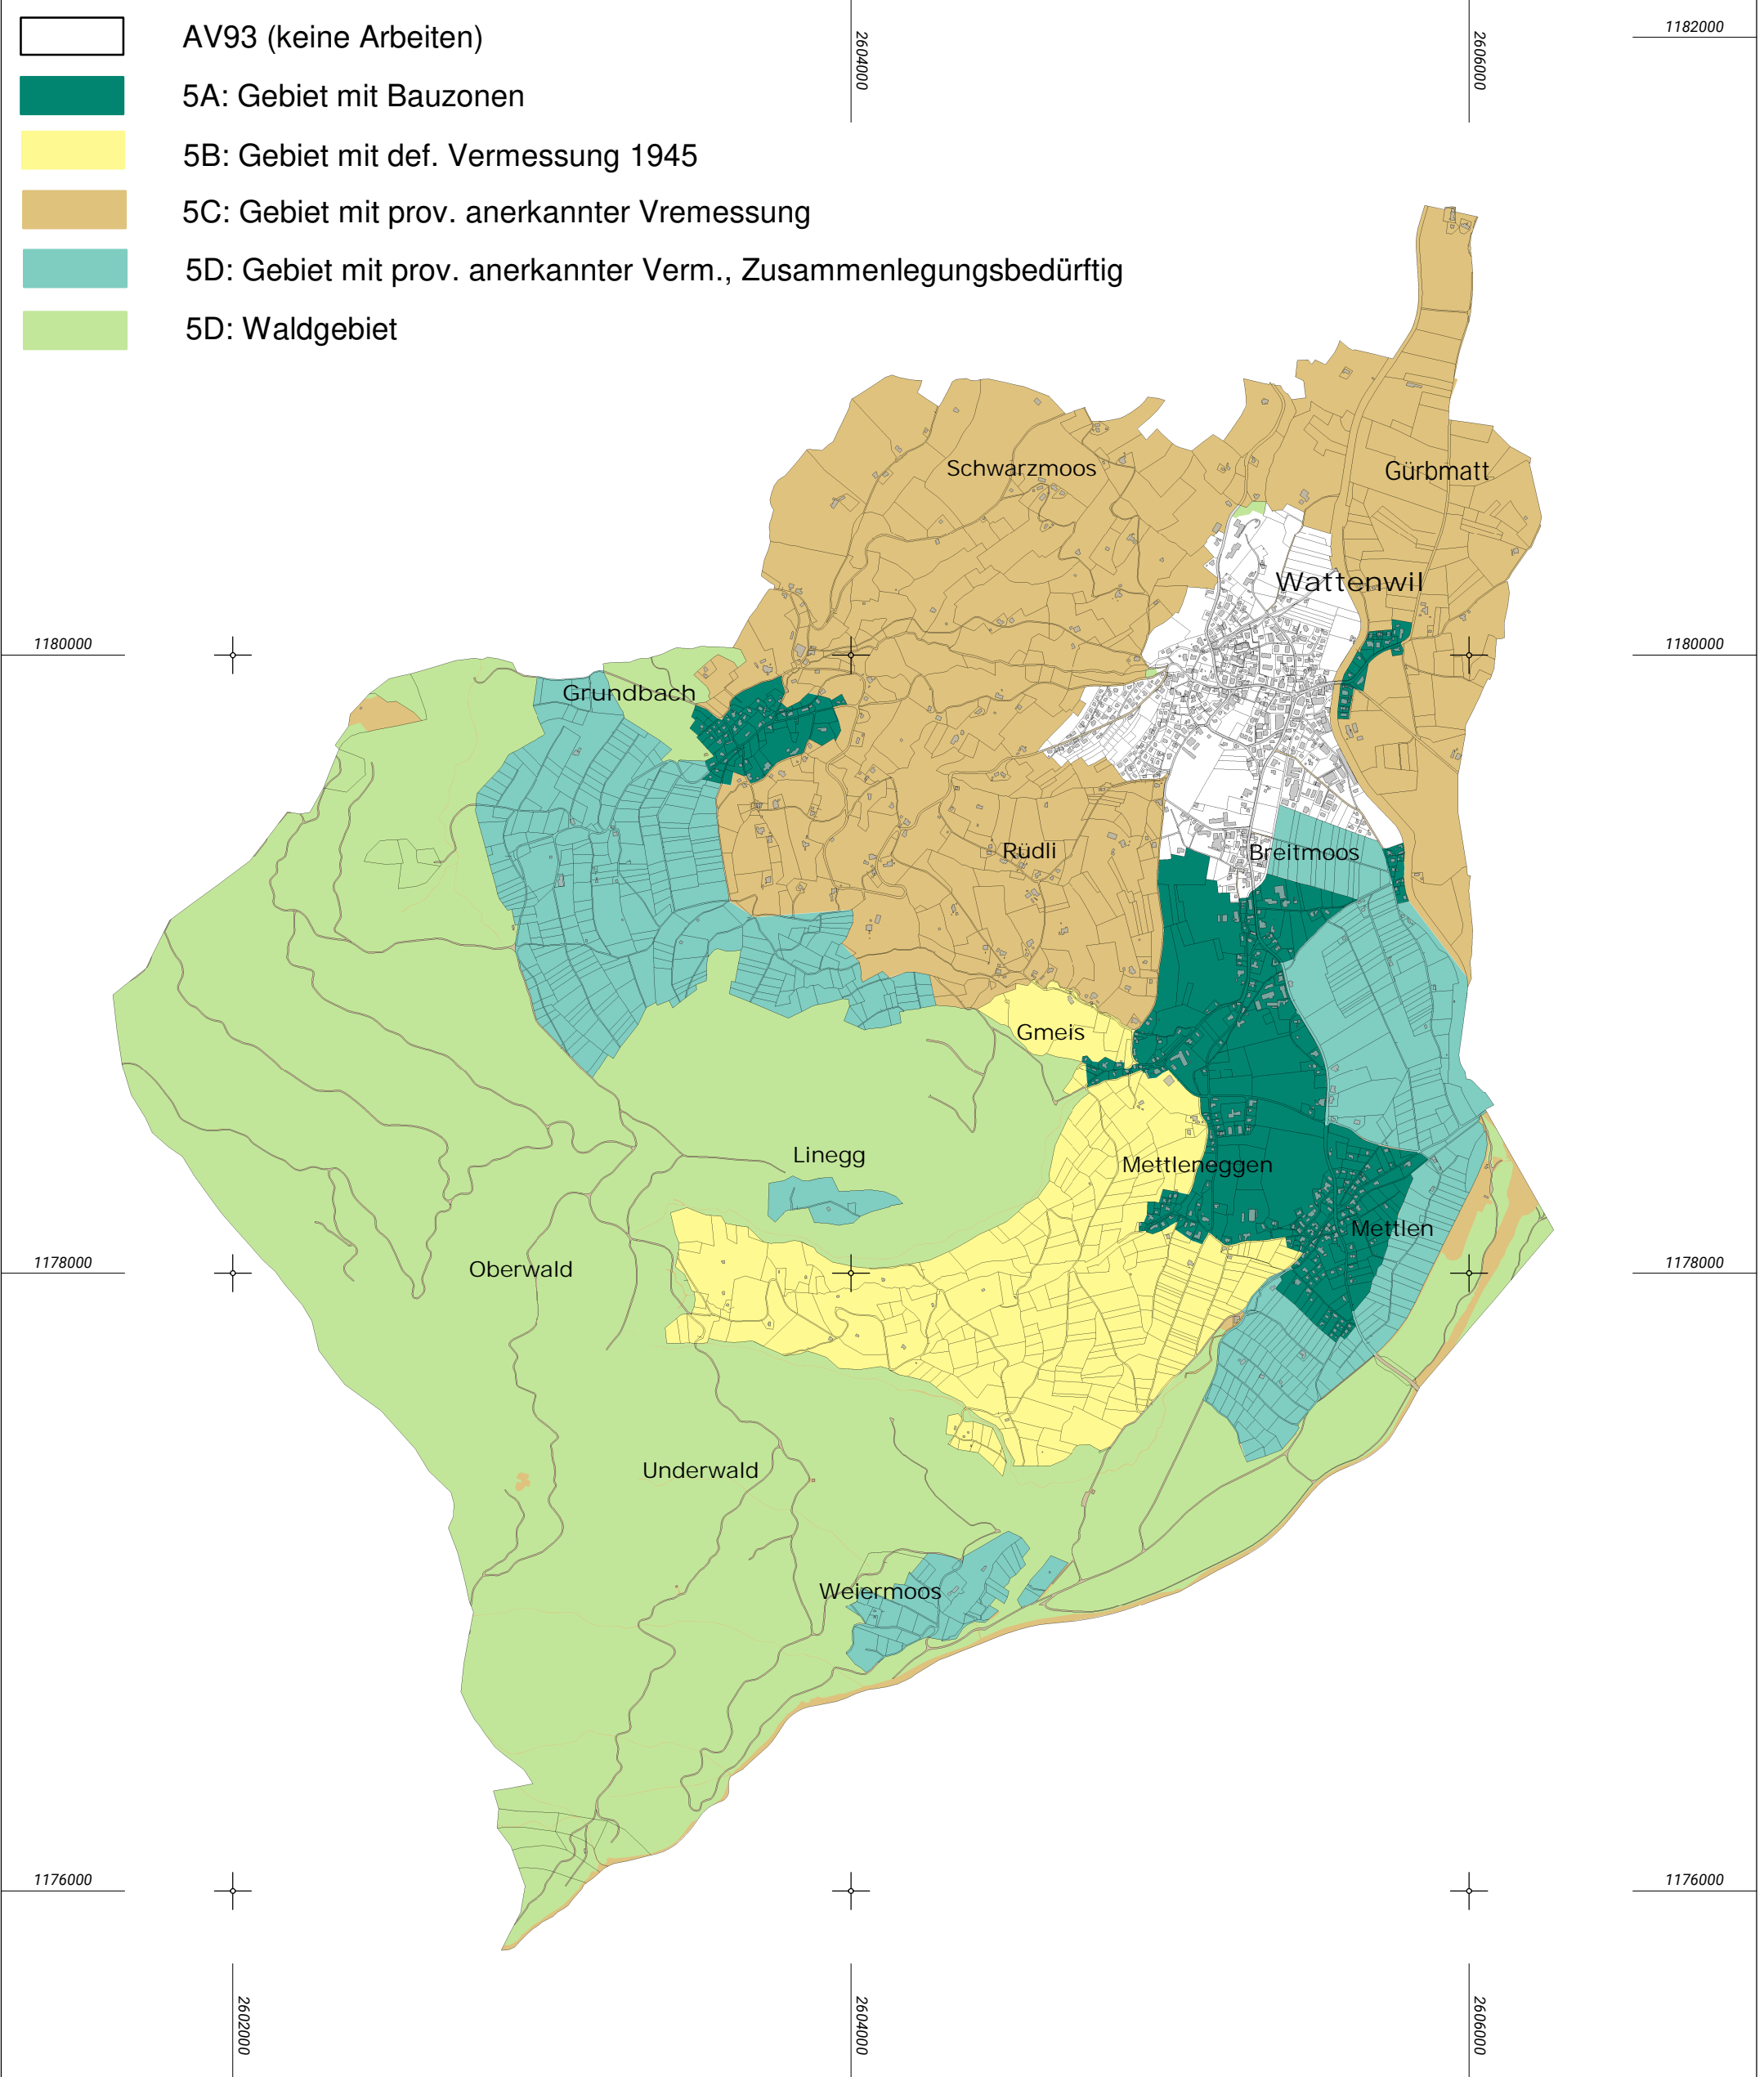 AV93 (keine Arbeiten)
5A: Gebiet mit Bauzonen
5B: Gebiet mit def. Vermessung 1945
5C: Gebiet mit prov. anerkannter Vremessung
5D: Gebiet mit prov. anerkannter Verm., Zusammenlegungsbedürftig
5D: Waldgebiet
2604000
2606000
1182000
Schwarzmoos
Gürbmatt
Wattenwil
1180000
1180000
Grundbach
Rüdli
Breitmoos
Gmeis
Linegg
Mettleneggen
Mettlen
Oberwald
1178000
1178000
Underwald
Weiermoos
1176000
1176000
2602000
2604000
2606000